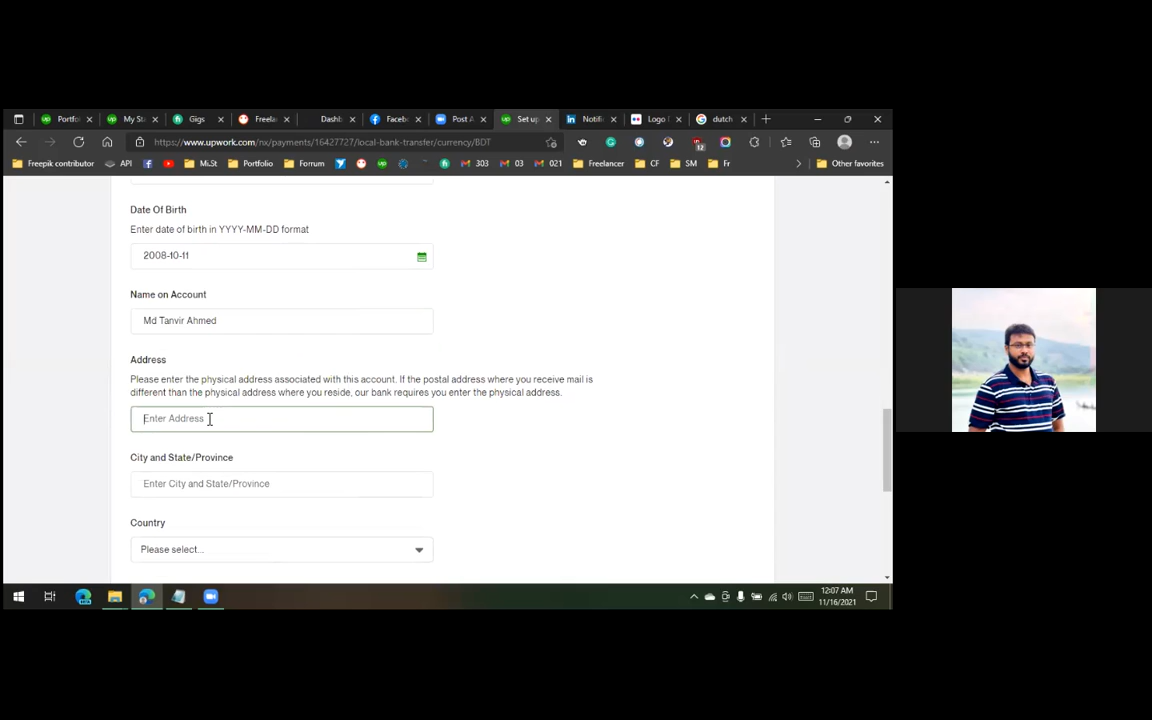 Portfo
My Sta
Gigs
Freela
Dashb
Faceb
Post A
Set up
Notifi
Logo
dutch
https://www.upwork.com/nx/payments/16427727/local-bank-transfer/currency/BDT
12
Freepik contributor
API
Mi.St
Portfolio
Forrum
303
03
021
Freelancer
CF
SM
Fr
Other favorites
Date Of Birth
Enter date of birth in YYYY-MM-DD format
2008-10-11
Name on Account
Md Tanvir Ahmed
Address
Please enter the physical address associated with this account. If the postal address where you receive mail is
different than the physical address where you reside, our bank requires you enter the physical address.
Enter Address
City and State/Province
Enter City and State/Province
Country
Please select...
12:07 AM
11/16/2021